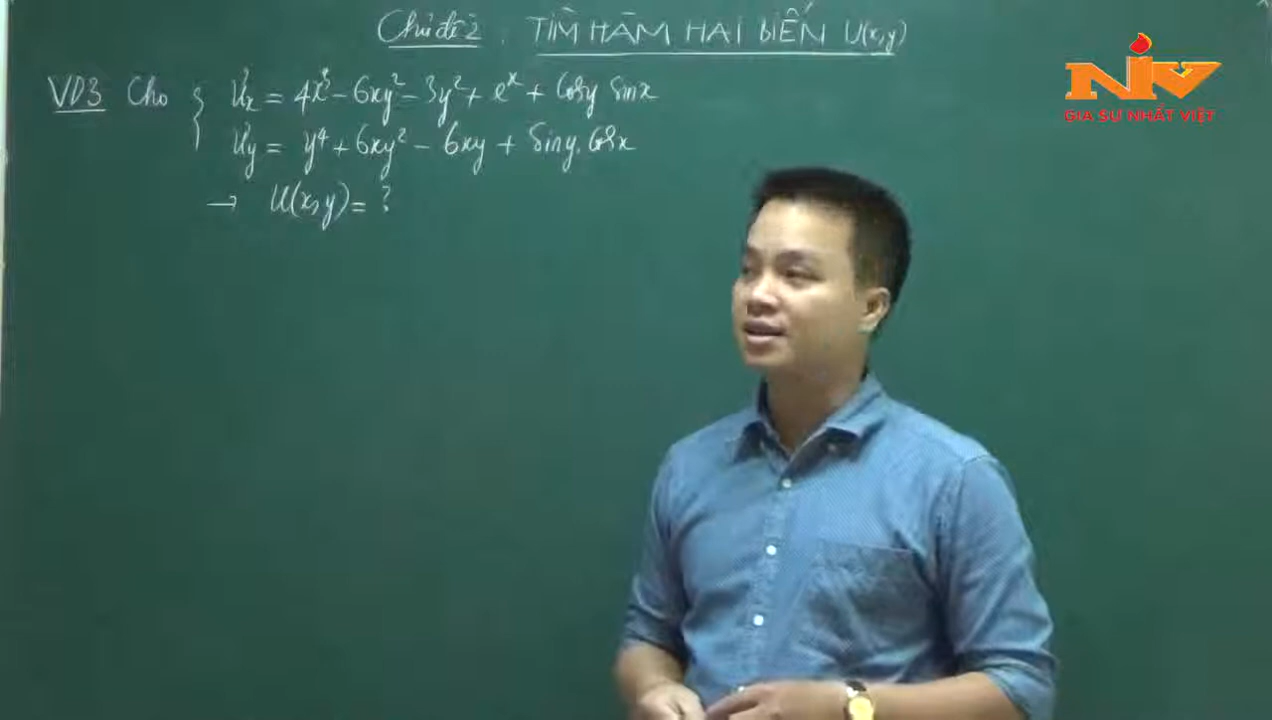 Chủ đề 2 : TÌM HÀM HAI BIẾN U(x,y)
VD3 Cho { U'x = 4x³ - 6xy² - 3y² + eˣ + Cosy Sinx
U'y = y⁴ + 6xy² - 6xy + Siny.Cosx
→ U(x,y) = ?
NV
GIA SƯ NHẤT VIỆT